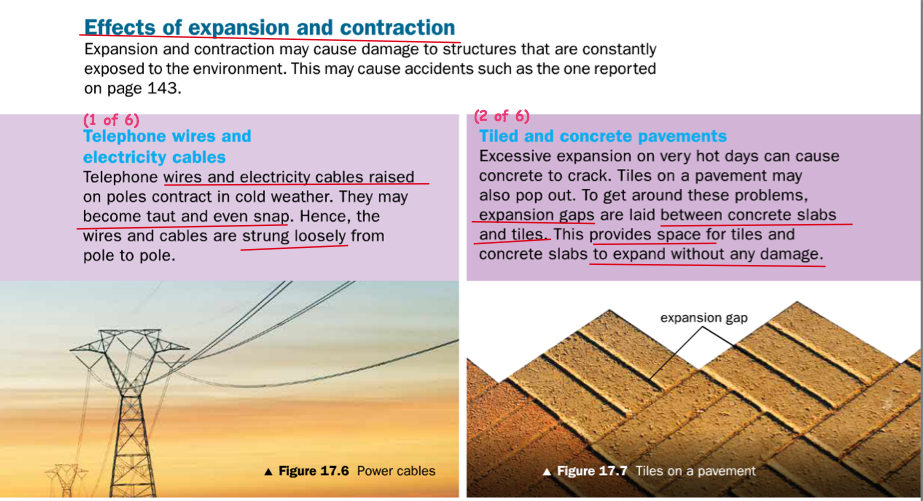 Effects of expansion and contraction
Expansion and contraction may cause damage to structures that are constantly
exposed to the environment. This may cause accidents such as the one reported
on page 143.
(1 of 6)
Telephone wires and
electricity cables
Telephone wires and electricity cables raised
on poles contract in cold weather. They may
become taut and even snap. Hence, the
wires and cables are strung loosely from
pole to pole.
▲ Figure 17.6 Power cables
(2 of 6)
Tiled and concrete pavements
Excessive expansion on very hot days can cause
concrete to crack. Tiles on a pavement may
also pop out. To get around these problems,
expansion gaps are laid between concrete slabs
and tiles. This provides space for tiles and
concrete slabs to expand without any damage.
expansion gap
▲ Figure 17.7 Tiles on a pavement